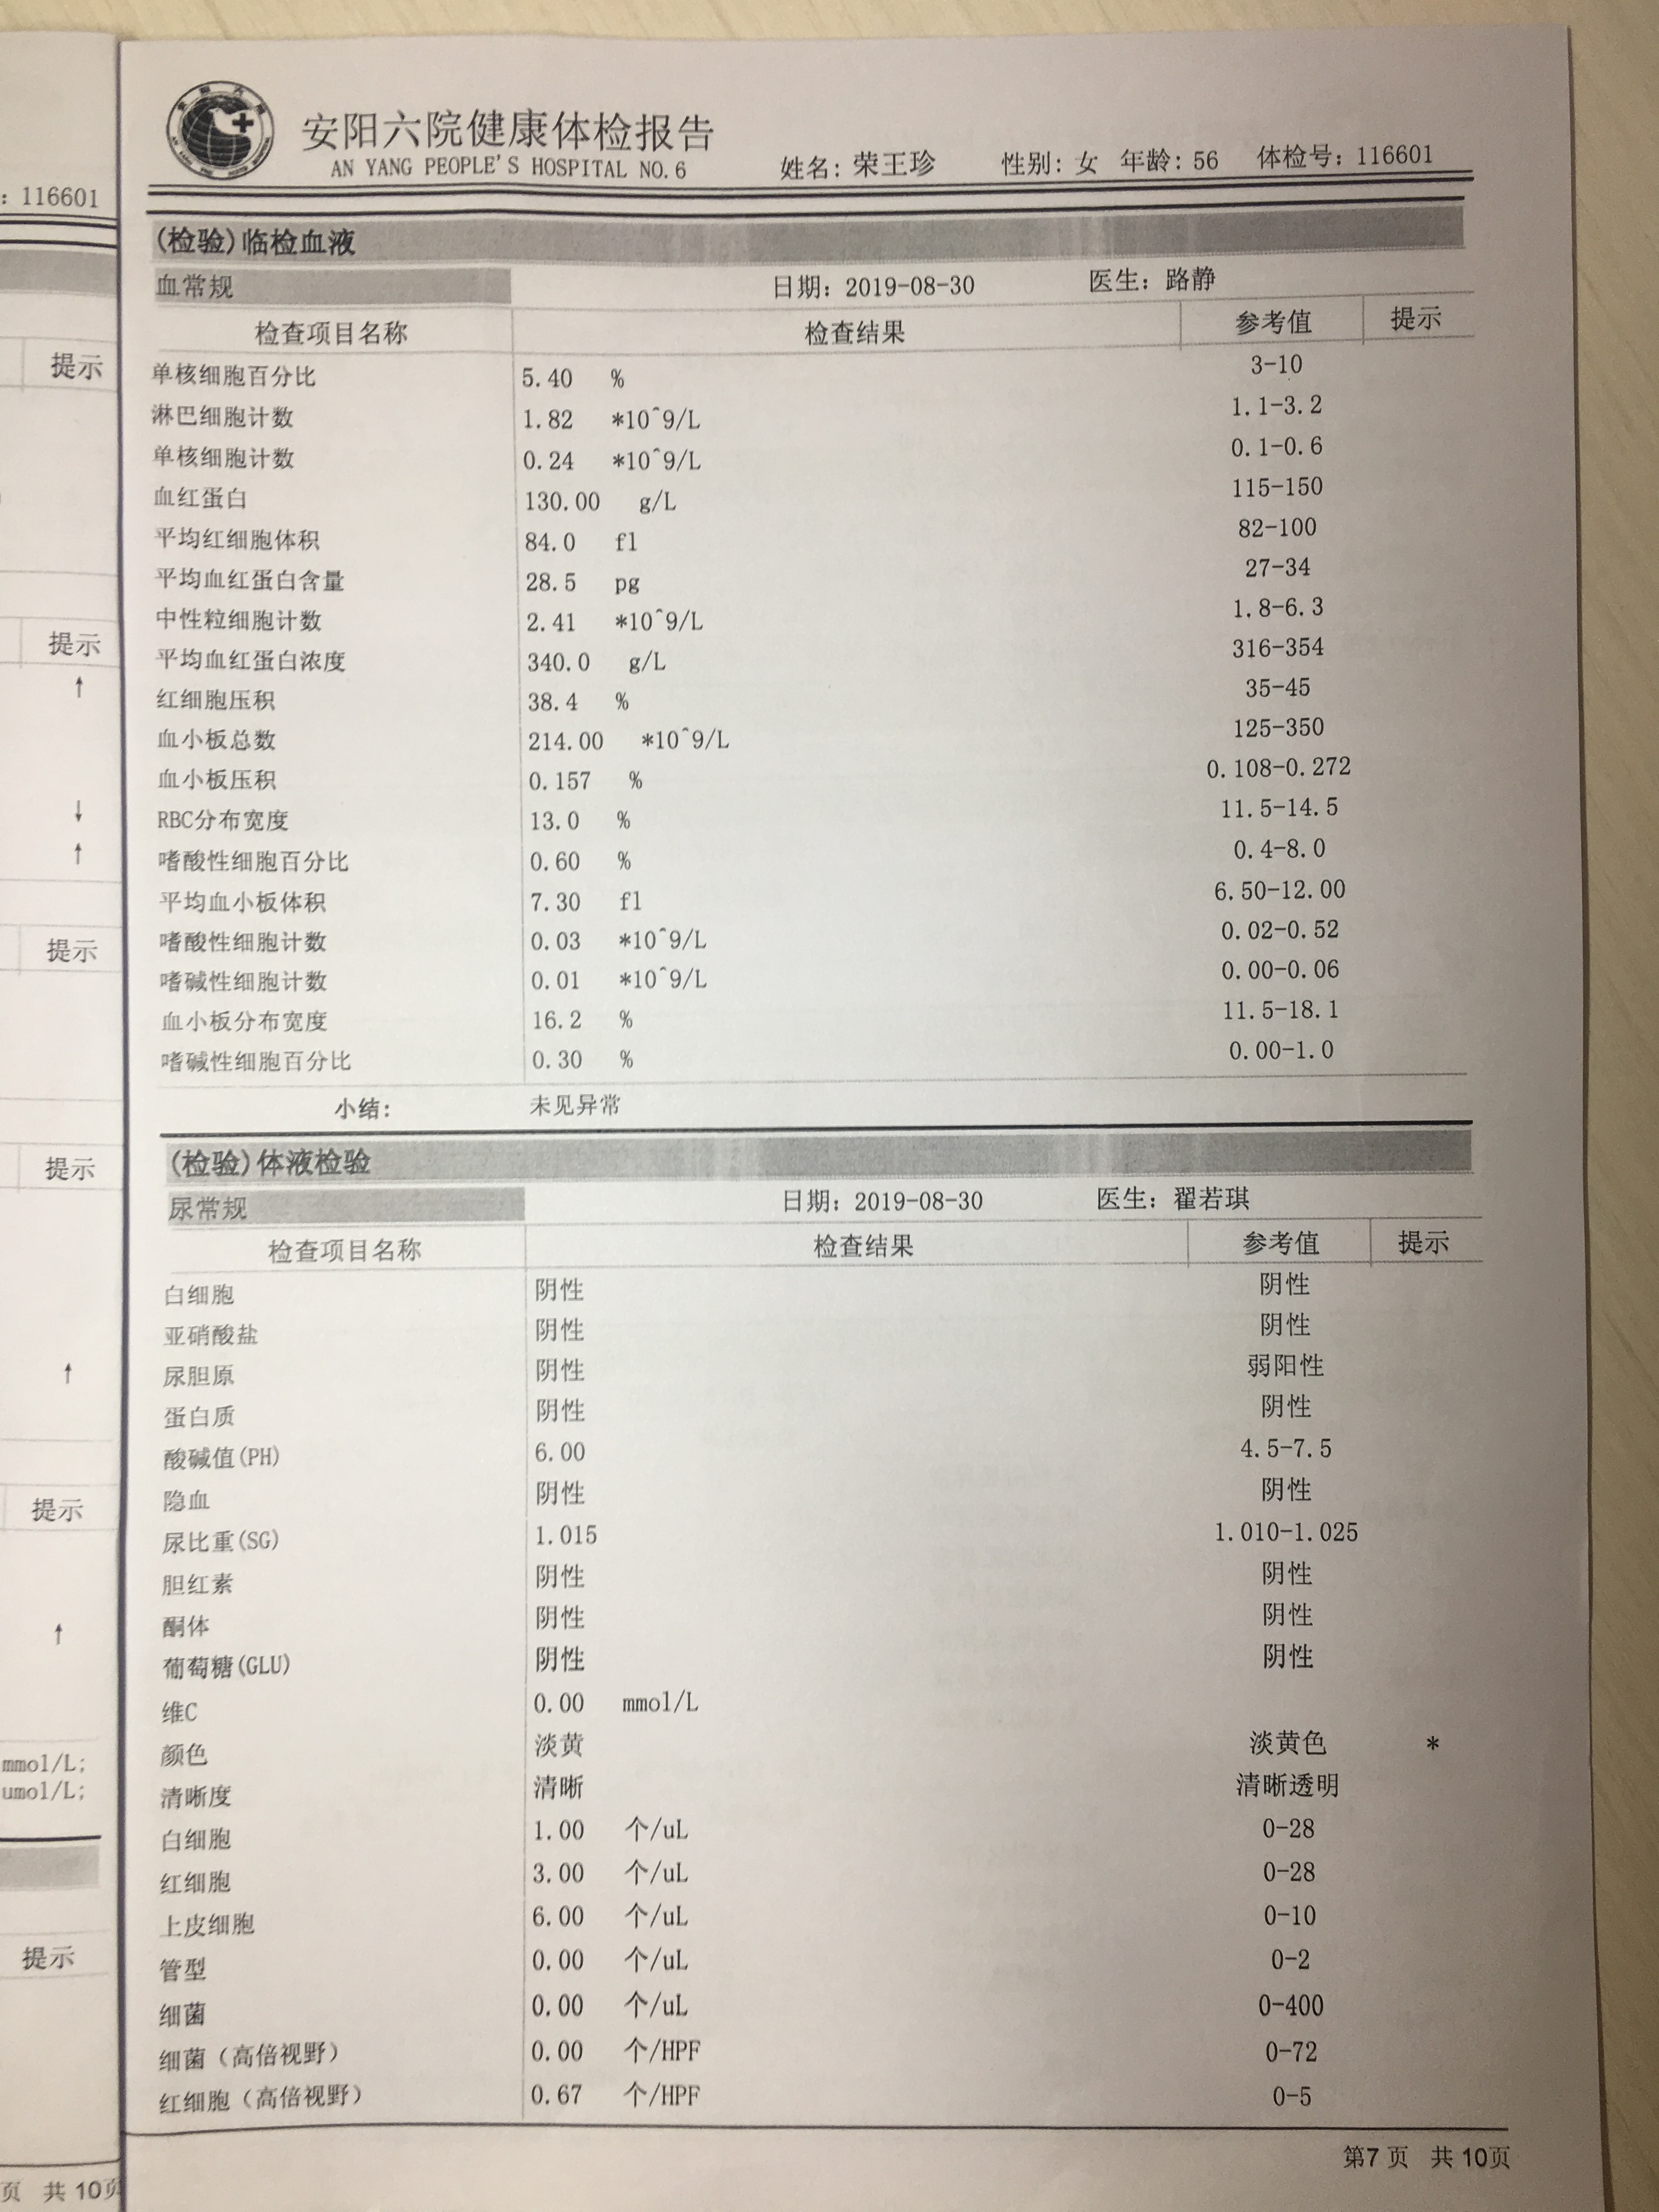 安阳六院健康体检报告
AN YANG PEOPLE'S HOSPITAL NO.6
姓名: 荣王珍 性别: 女 年龄: 56 体检号: 116601
(检验)临检血液
血常规 日期: 2019-08-30 医生: 路静
检查项目名称 检查结果 参考值 提示
单核细胞百分比 5.40 % 3-10
淋巴细胞计数 1.82 *10^9/L 1.1-3.2
单核细胞计数 0.24 *10^9/L 0.1-0.6
血红蛋白 130.00 g/L 115-150
平均红细胞体积 84.0 fl 82-100
平均血红蛋白含量 28.5 pg 27-34
中性粒细胞计数 2.41 *10^9/L 1.8-6.3
平均血红蛋白浓度 340.0 g/L 316-354
红细胞压积 38.4 % 35-45
血小板总数 214.00 *10^9/L 125-350
血小板压积 0.157 % 0.108-0.272
RBC分布宽度 13.0 % 11.5-14.5
嗜酸性细胞百分比 0.60 % 0.4-8.0
平均血小板体积 7.30 fl 6.50-12.00
嗜酸性细胞计数 0.03 *10^9/L 0.02-0.52
嗜碱性细胞计数 0.01 *10^9/L 0.00-0.06
血小板分布宽度 16.2 % 11.5-18.1
嗜碱性细胞百分比 0.30 % 0.00-1.0
小结: 未见异常
(检验)体液检验
尿常规 日期: 2019-08-30 医生: 翟若琪
检查项目名称 检查结果 参考值 提示
白细胞 阴性 阴性
亚硝酸盐 阴性 阴性
尿胆原 阴性 弱阳性
蛋白质 阴性 阴性
酸碱值(PH) 6.00 4.5-7.5
隐血 阴性 阴性
尿比重(SG) 1.015 1.010-1.025
胆红素 阴性 阴性
酮体 阴性 阴性
葡萄糖(GLU) 阴性 阴性
维C 0.00 mmol/L
颜色 淡黄 淡黄色 *
清晰度 清晰 清晰透明
白细胞 1.00 个/uL 0-28
红细胞 3.00 个/uL 0-28
上皮细胞 6.00 个/uL 0-10
管型 0.00 个/uL 0-2
细菌 0.00 个/uL 0-400
细菌（高倍视野） 0.00 个/HPF 0-72
红细胞（高倍视野） 0.67 个/HPF 0-5
第7 页 共 10页
: 116601
提示
提示
↑
↓
↑
提示
提示
↑
提示
↑
mmol/L;
umol/L;
提示
页 共 10页